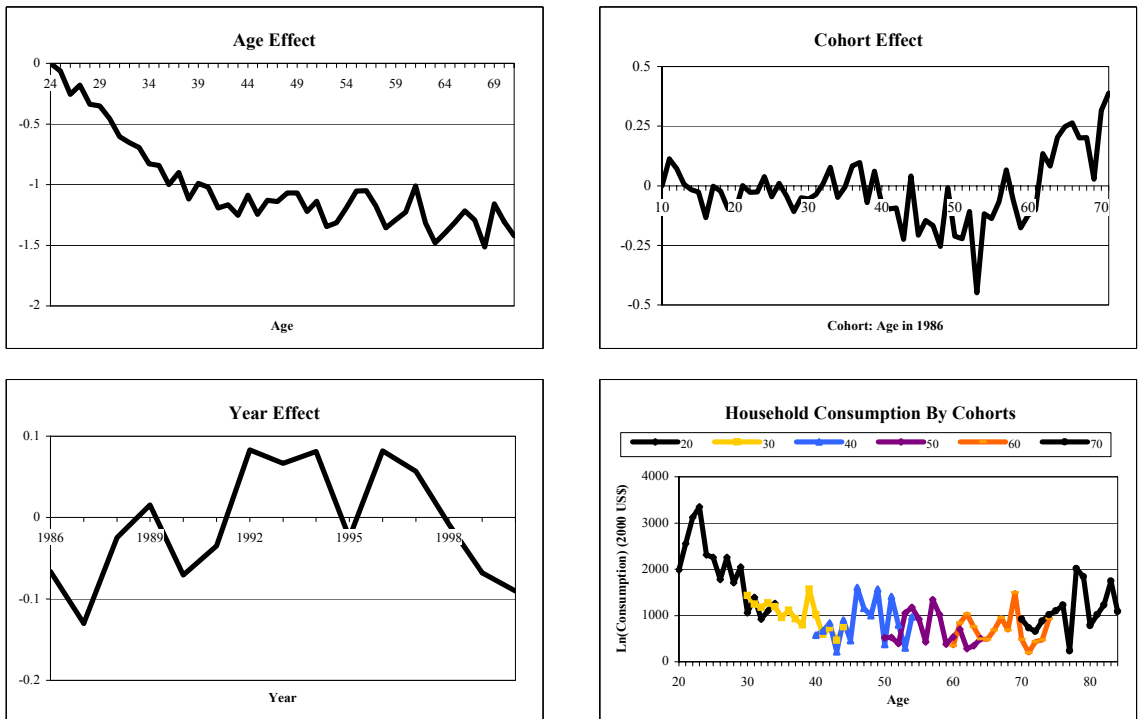 Age Effect
0
24 29 34 39 44 49 54 59 64 69
-0.5
-1
-1.5
-2
Age
Cohort Effect
0.5
0.25
0
10 20 30 40 50 60 70
-0.25
-0.5
Cohort: Age in 1986
Year Effect
0.1
0
1986 1989 1992 1995 1998
-0.1
-0.2
Year
Household Consumption By Cohorts
20 30 40 50 60 70
Ln(Consumption) (2000 US$)
4000
3000
2000
1000
0
20 30 40 50 60 70 80
Age